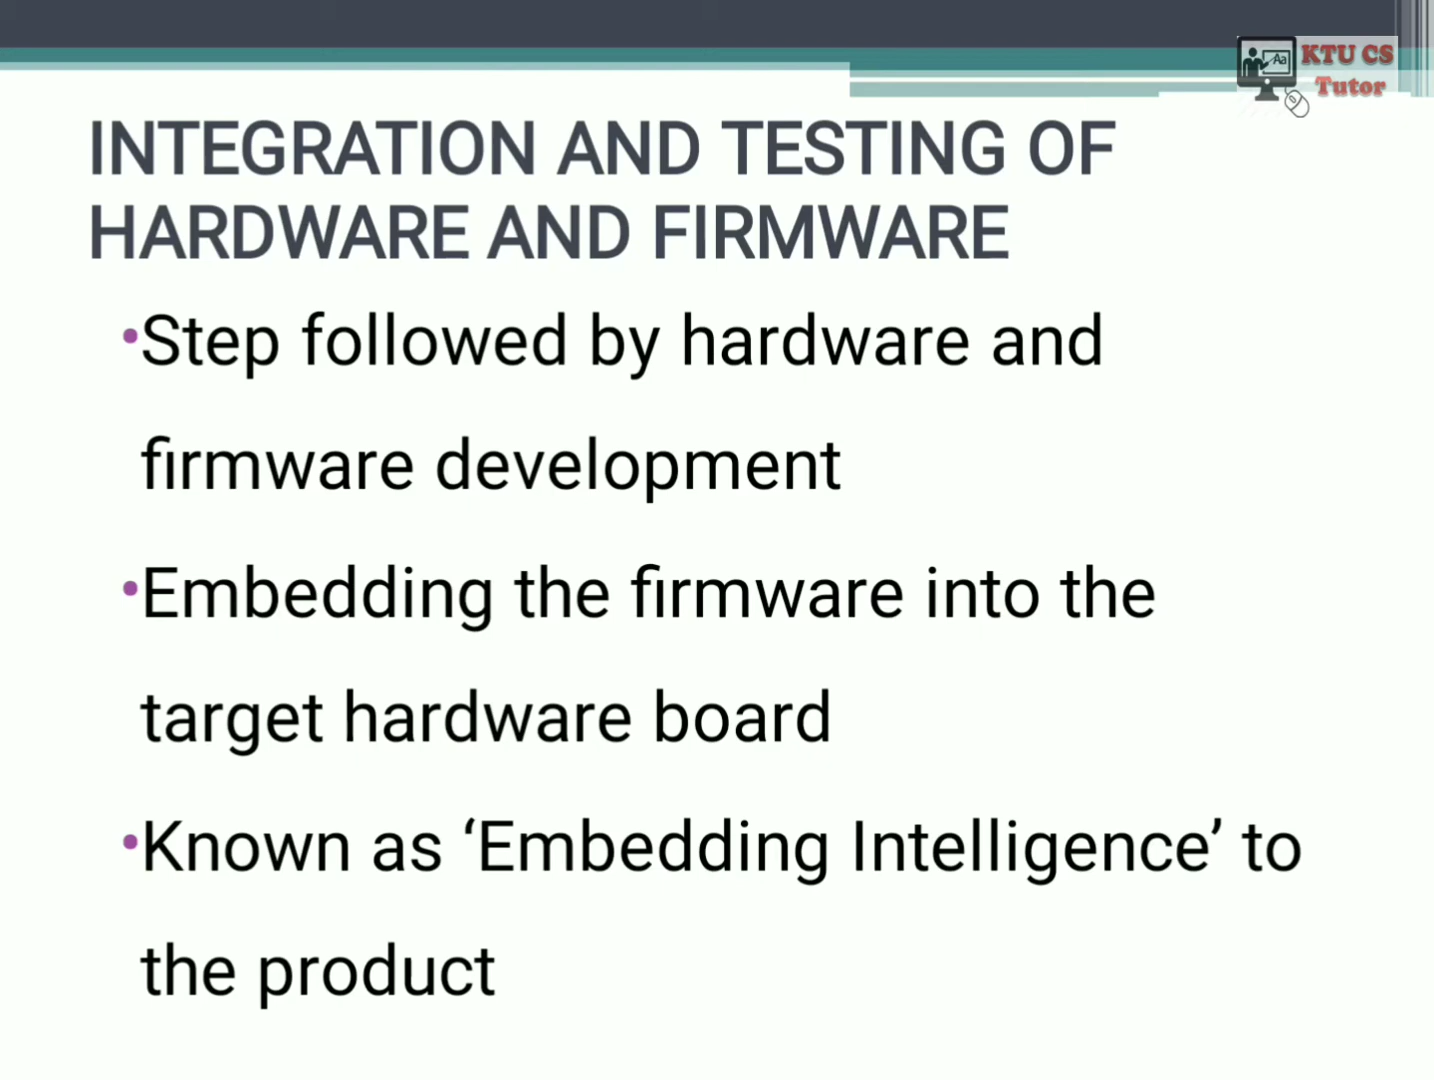 KTU CS
Aa
Tutor
INTEGRATION AND TESTING OF
HARDWARE AND FIRMWARE
•Step followed by hardware and
firmware development
•Embedding the firmware into the
target hardware board
•Known as ‘Embedding Intelligence’ to
the product